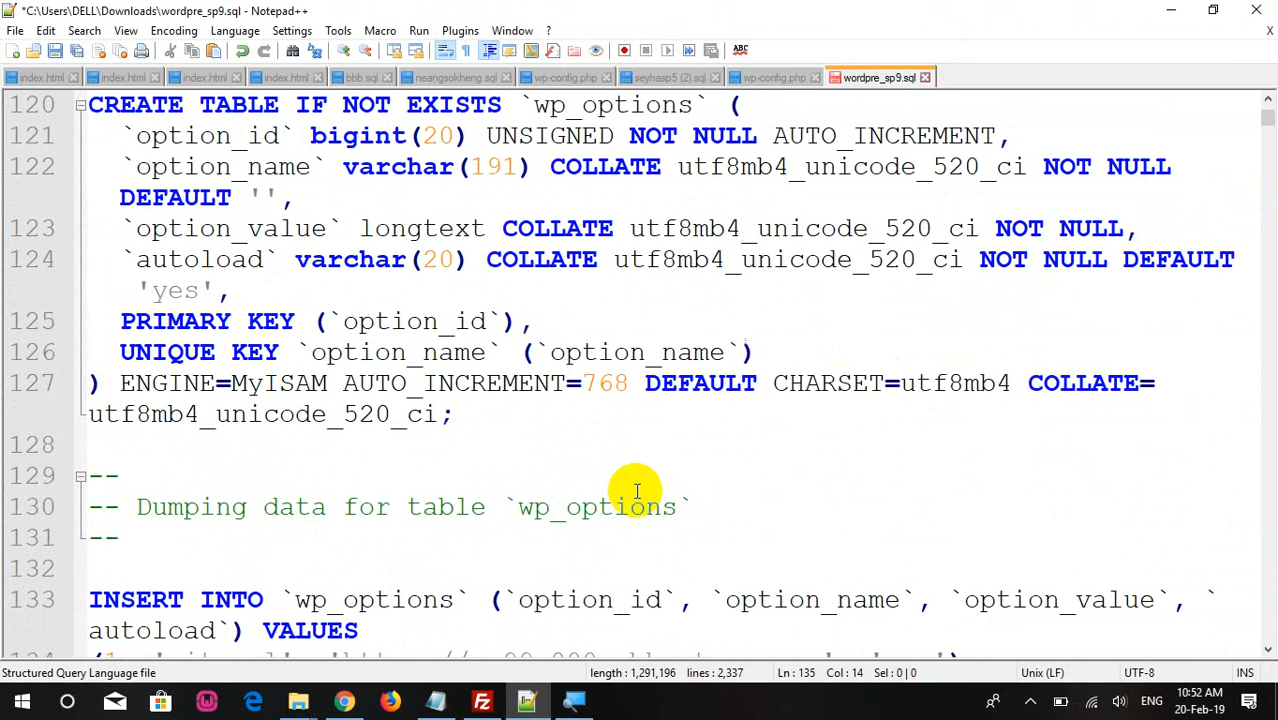 *C:\Users\DELL\Downloads\wordpre_sp9.sql - Notepad++
File Edit Search View Encoding Language Settings Tools Macro Run Plugins Window ?
X
index.html index.html index.html index.html bbb.sql neangsokheng.sql wp-config.php seyhasp5 (2).sql wp-config.php wordpre_sp9.sql
120 CREATE TABLE IF NOT EXISTS `wp_options` (
121 `option_id` bigint(20) UNSIGNED NOT NULL AUTO_INCREMENT,
122 `option_name` varchar(191) COLLATE utf8mb4_unicode_520_ci NOT NULL
DEFAULT '',
123 `option_value` longtext COLLATE utf8mb4_unicode_520_ci NOT NULL,
124 `autoload` varchar(20) COLLATE utf8mb4_unicode_520_ci NOT NULL DEFAULT
'yes',
125 PRIMARY KEY (`option_id`),
126 UNIQUE KEY `option_name` (`option_name`)
127 ) ENGINE=MyISAM AUTO_INCREMENT=768 DEFAULT CHARSET=utf8mb4 COLLATE=
utf8mb4_unicode_520_ci;
128
129 --
130 -- Dumping data for table `wp_options`
131 --
132
133 INSERT INTO `wp_options` (`option_id`, `option_name`, `option_value`, `
autoload`) VALUES
Structured Query Language file length : 1,291,196 lines : 2,337 Ln : 135 Col : 14 Sel : 0 | 0 Unix (LF) UTF-8 INS
ENG 10:52 AM
20-Feb-19